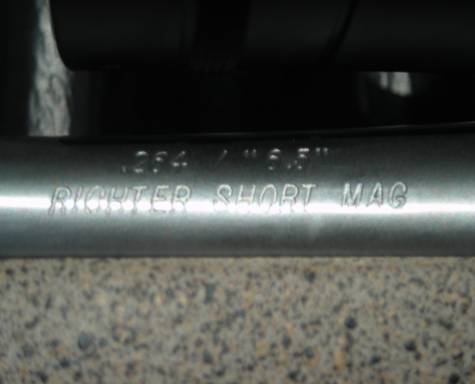 .264 / "6.5"
RICHTER SHORT MAG